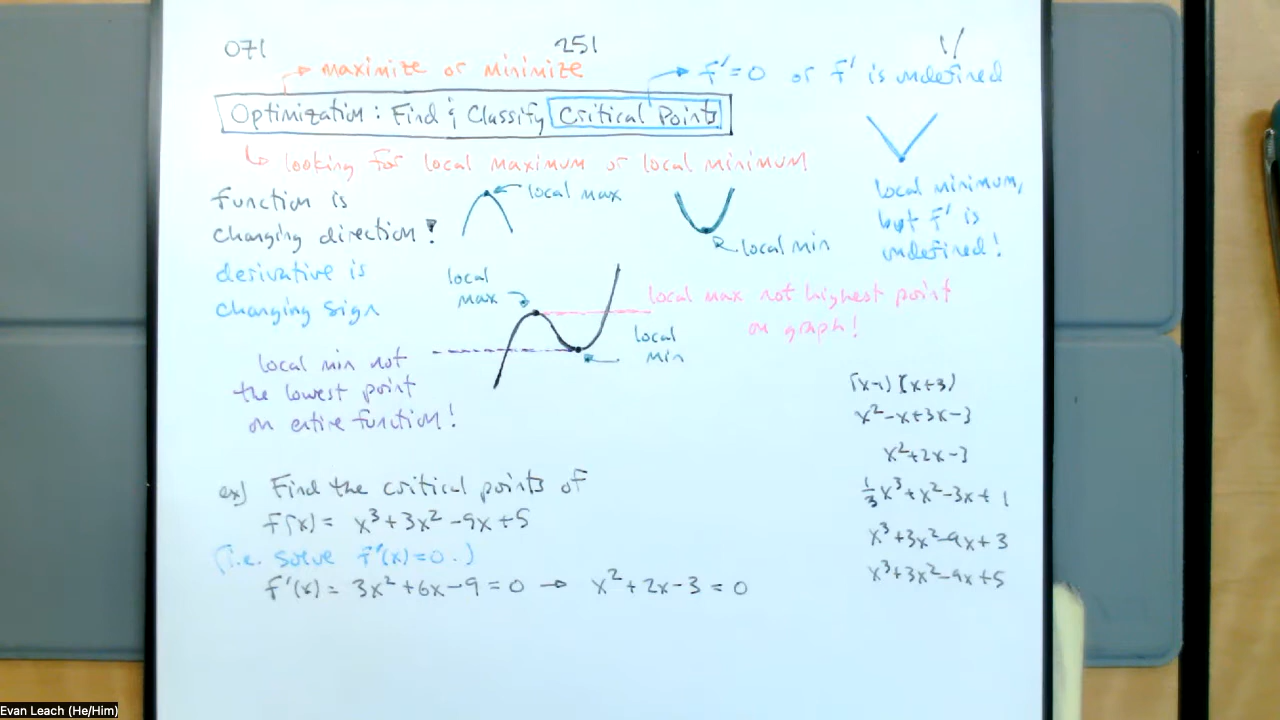 071
251
1/
maximize or minimize
f' = 0 or f' is undefined
Optimization: Find & Classify Critical Points
looking for local maximum or local minimum
function is
changing direction!
local max
local min
local minimum,
but f' is
undefined!
derivative is
changing sign
local
max
local max not highest point
on graph!
local
min
local min not
the lowest point
on entire function!
(x-1)(x+3)
x²-x+3x-3
x²+2x-3
1/3x³+x²-3x+1
x³+3x²-9x+3
x³+3x²-9x+5
ex) Find the critical points of
f(x) = x³+3x²-9x+5
(i.e. solve f'(x)=0.)
f'(x) = 3x²+6x-9 = 0 → x²+2x-3 = 0
Evan Leach (He/Him)